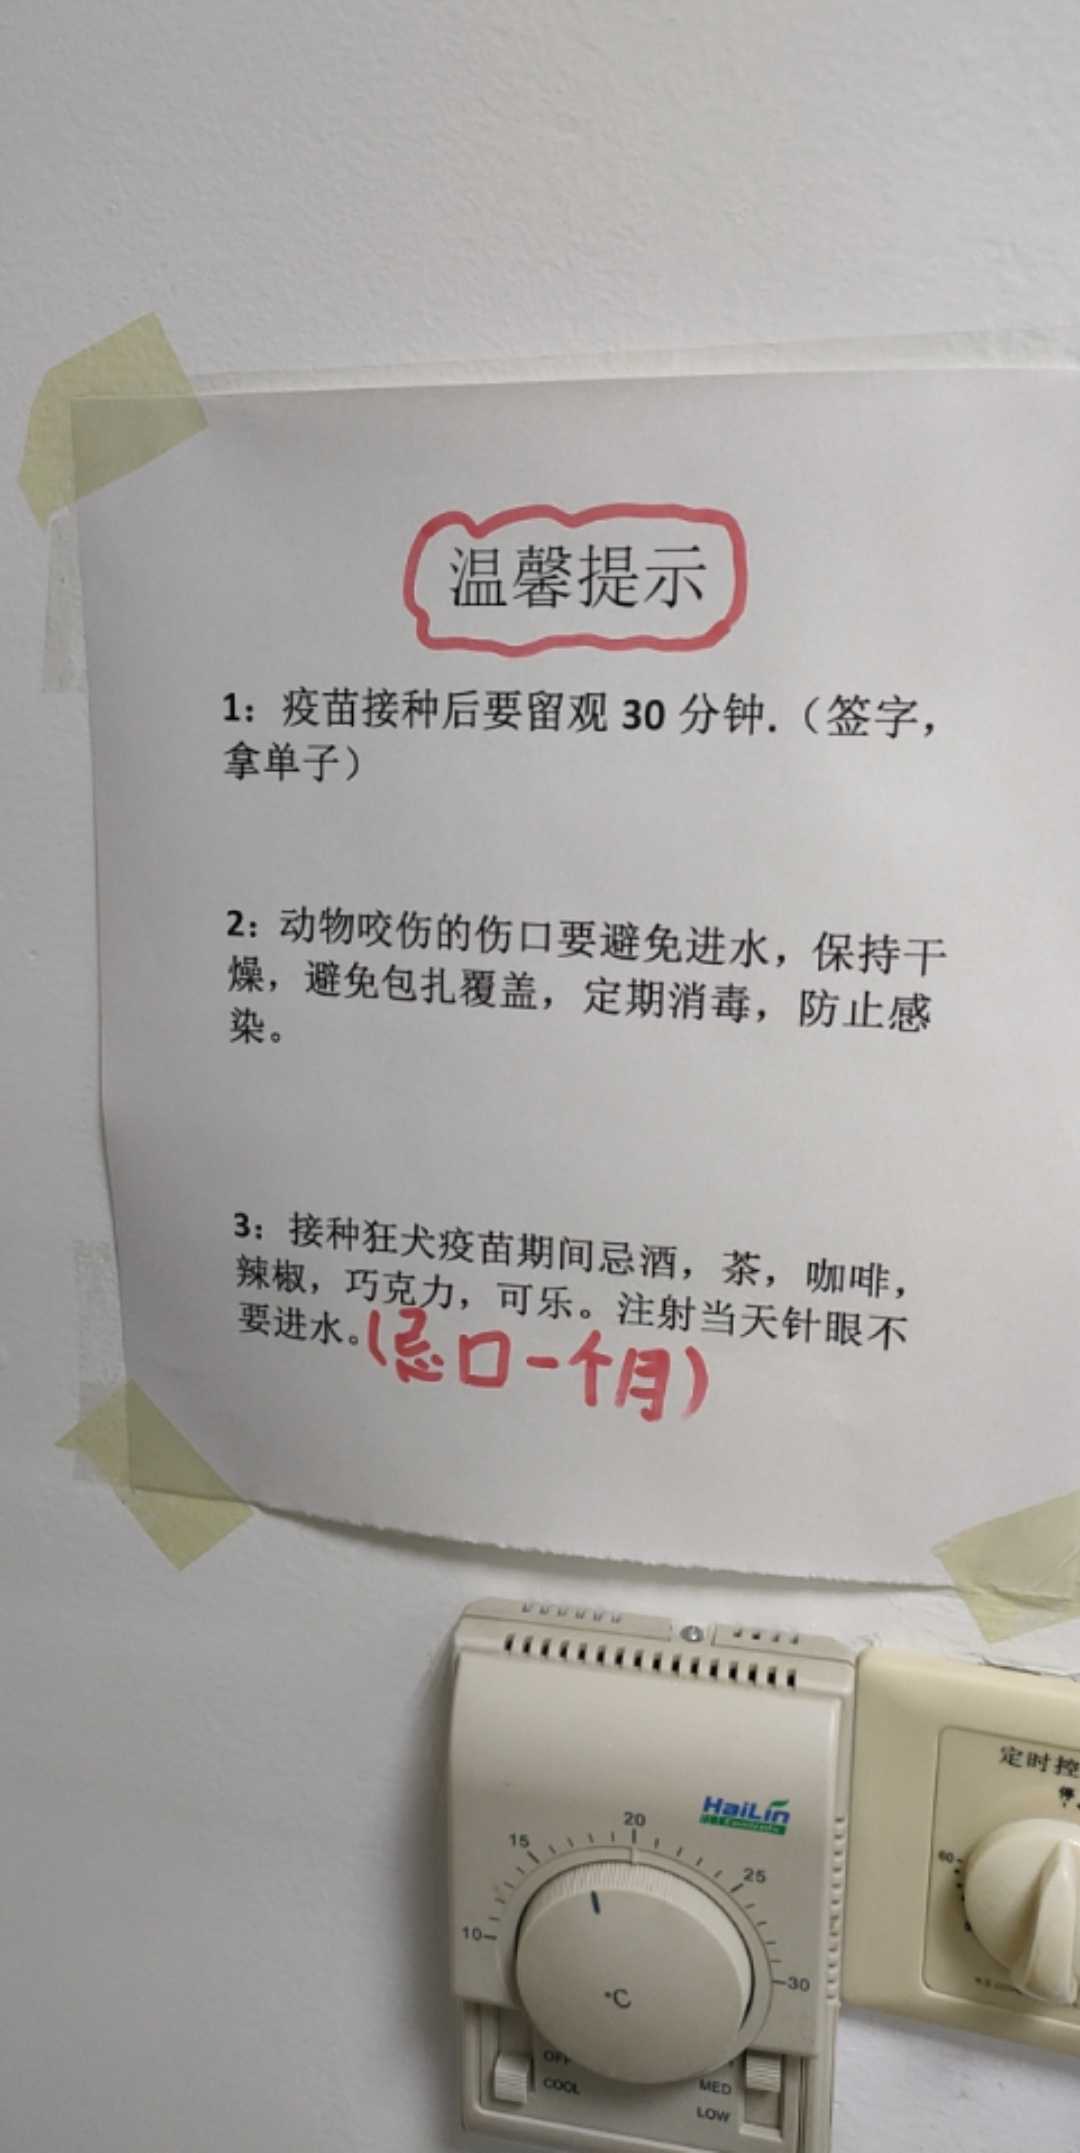 温馨提示
1：疫苗接种后要留观 30 分钟.（签字，
拿单子）
2：动物咬伤的伤口要避免进水，保持干
燥，避免包扎覆盖，定期消毒，防止感
染。
3：接种狂犬疫苗期间忌酒，茶，咖啡，
辣椒，巧克力，可乐。注射当天针眼不
要进水。(忌口一个月)
HaiLin
定时控
停
60
10
15
20
25
30
°C
OFF
COOL
MED
LOW